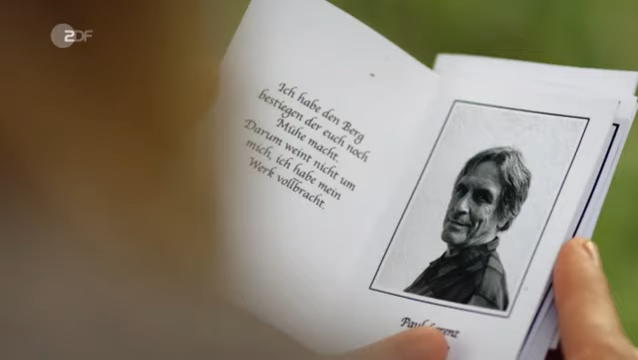 ZDF
Ich habe den Berg
bestiegen der euch noch
Mühe macht.
Darum weint nicht um
mich, ich habe mein
Werk vollbracht.
Paul